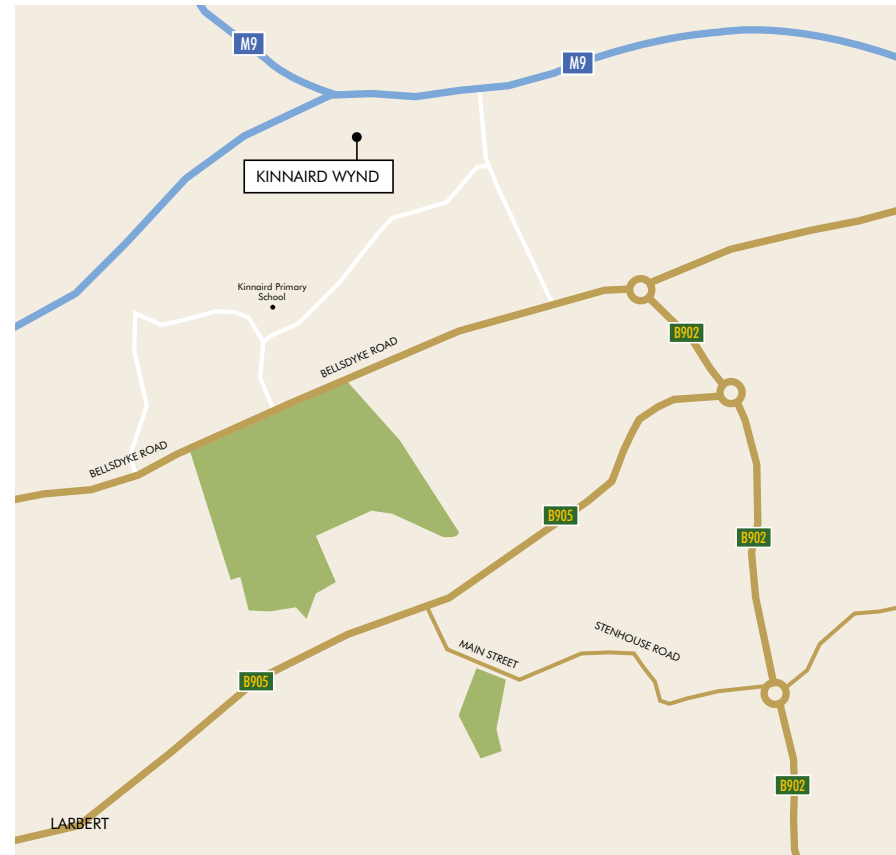 M9
M9
KINNAIRD WYND
Kinnaird Primary
School
B902
BELLSDYKE ROAD
BELLSDYKE ROAD
B905
B902
STENHOUSE ROAD
MAIN STREET
B905
B902
LARBERT